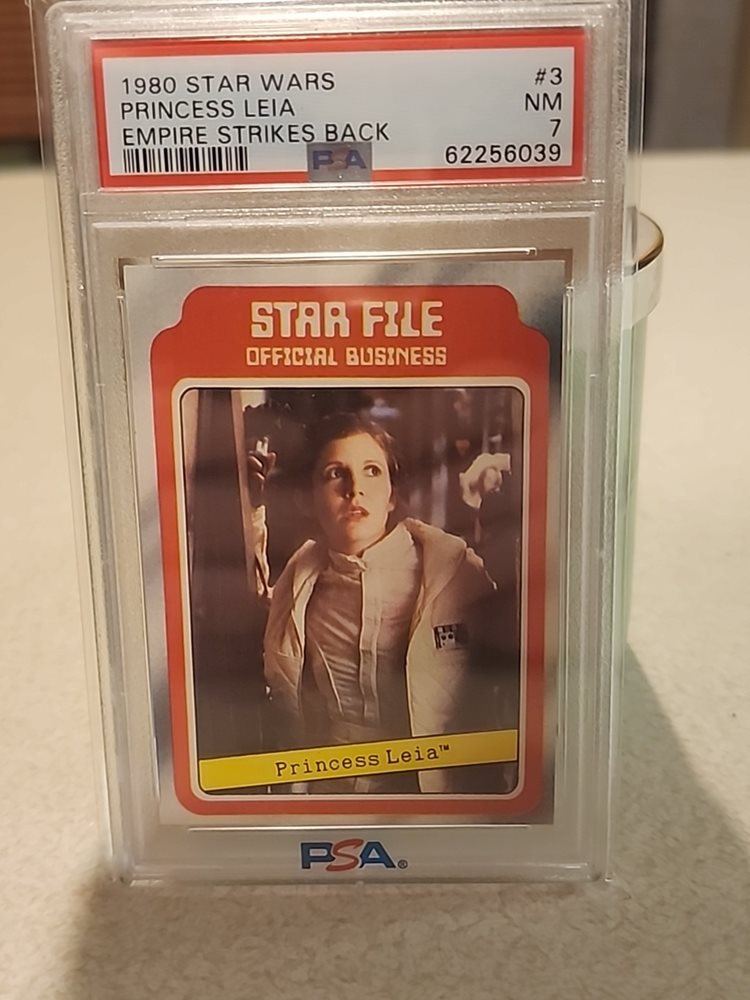 1980 STAR WARS #3
PRINCESS LEIA NM
EMPIRE STRIKES BACK 7
PSA 62256039
STAR FILE
OFFICIAL BUSINESS
Princess Leia™
PSA®